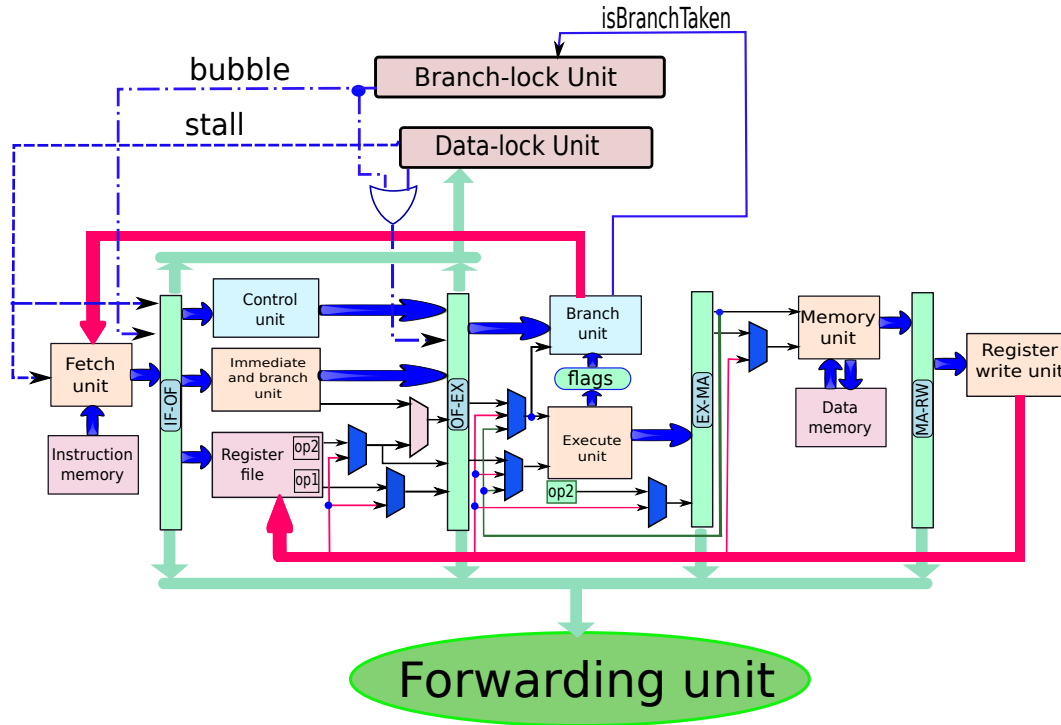 isBranchTaken
bubble
Branch-lock Unit
stall
Data-lock Unit
Control
unit
Branch
unit
Memory
unit
Fetch
unit
Immediate and branch
unit
flags
Register
write unit
IF-OF
OF-EX
EX-MA
MA-RW
Instruction
memory
Register
file
op2
op1
Execute
unit
op2
Data
memory
Forwarding unit